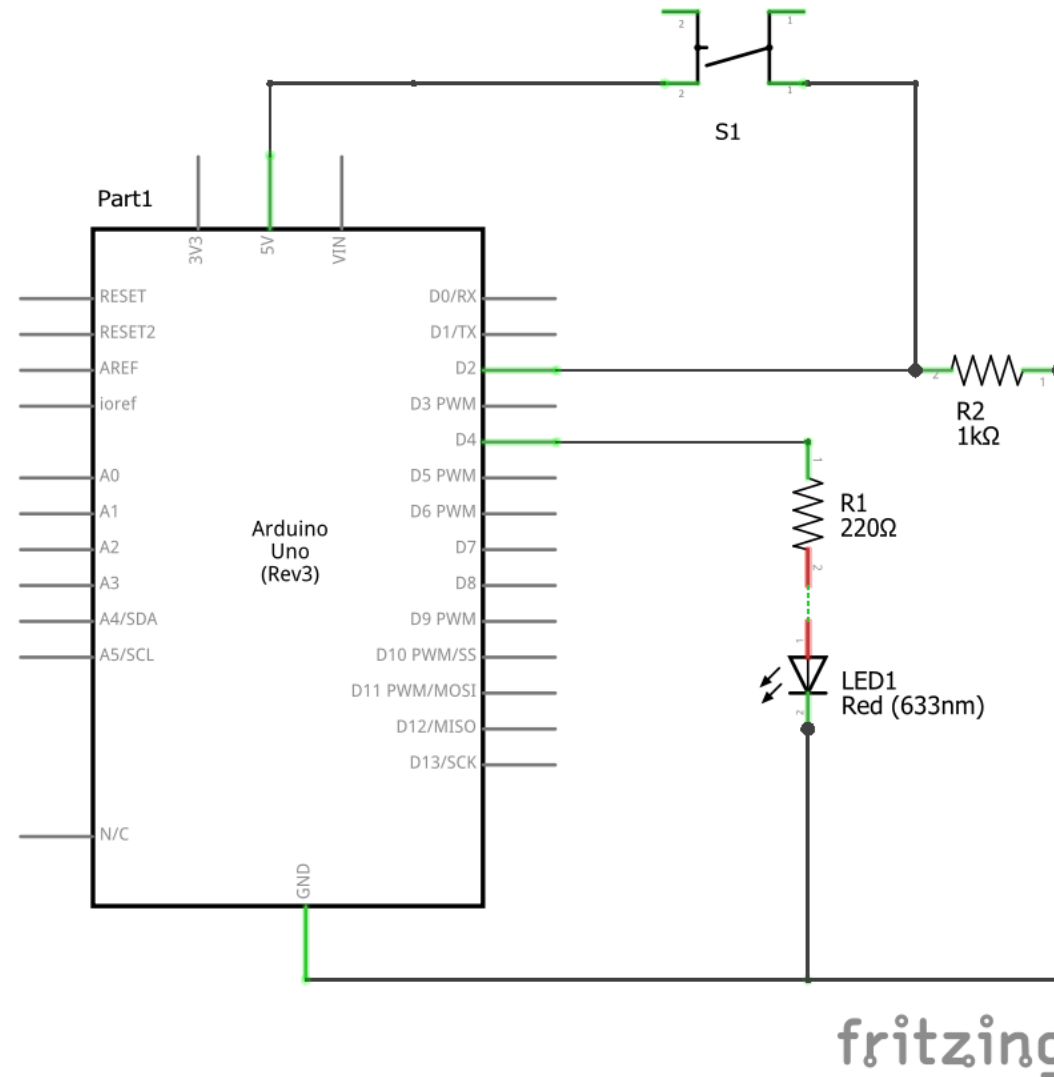 2
1
2
1
S1
Part1
3V3
5V
VIN
RESET
D0/RX
RESET2
D1/TX
AREF
D2
2
1
ioref
D3 PWM
R2
1kΩ
D4
1
A0
D5 PWM
R1
220Ω
A1
D6 PWM
Arduino
Uno
(Rev3)
A2
D7
2
A3
D8
A4/SDA
D9 PWM
1
A5/SCL
D10 PWM/SS
LED1
Red (633nm)
D11 PWM/MOSI
2
D12/MISO
D13/SCK
N/C
GND
fritzing